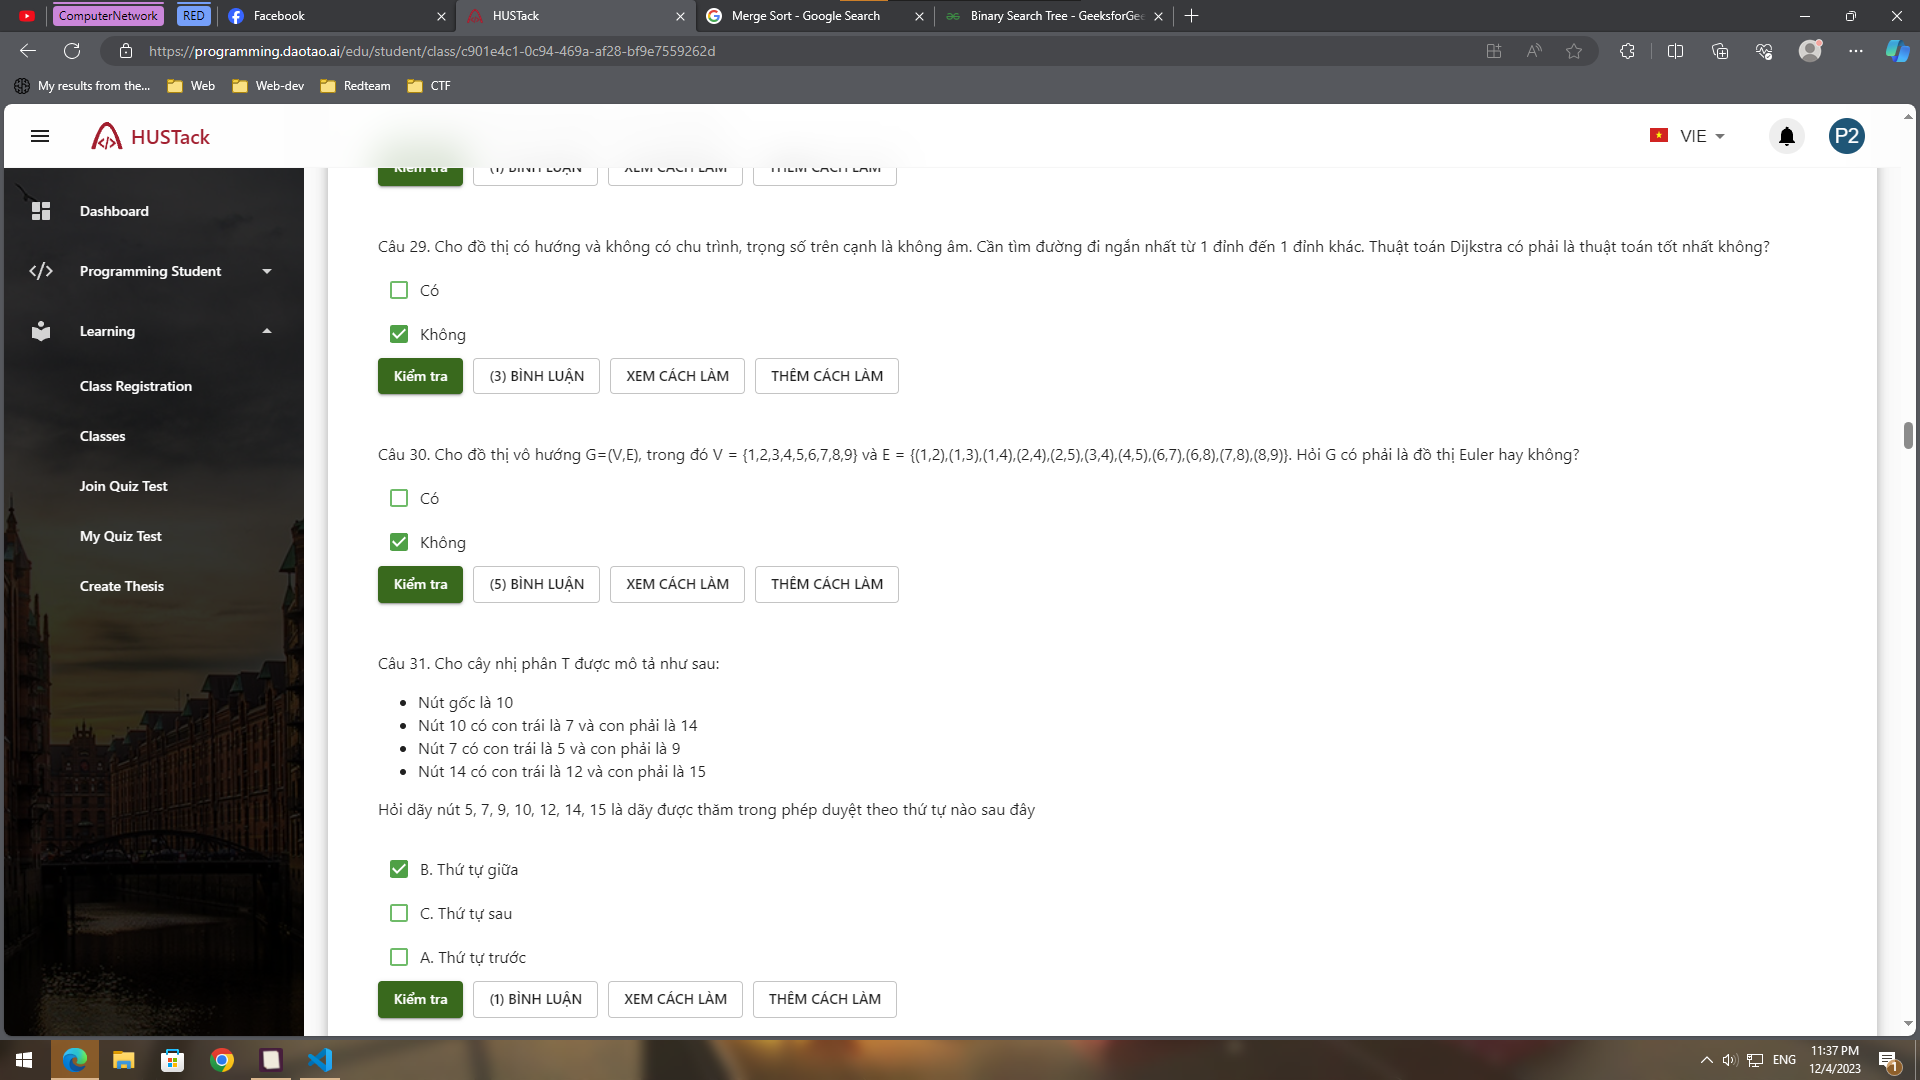 ComputerNetwork
RED
Facebook
HUSTack
Merge Sort - Google Search
Binary Search Tree - GeeksforGee
https://programming.daotao.ai/edu/student/class/c901e4c1-0c94-469a-af28-bf9e7559262d
My results from the...
Web
Web-dev
Redteam
CTF
HUSTack
VIE
P2
Kiểm tra
(1) BÌNH LUẬN
XEM CÁCH LÀM
THÊM CÁCH LÀM
Dashboard
Programming Student
Learning
Class Registration
Classes
Join Quiz Test
My Quiz Test
Create Thesis
Câu 29. Cho đồ thị có hướng và không có chu trình, trọng số trên cạnh là không âm. Cần tìm đường đi ngắn nhất từ 1 đỉnh đến 1 đỉnh khác. Thuật toán Dijkstra có phải là thuật toán tốt nhất không?
Có
Không
Kiểm tra
(3) BÌNH LUẬN
XEM CÁCH LÀM
THÊM CÁCH LÀM
Câu 30. Cho đồ thị vô hướng G=(V,E), trong đó V = {1,2,3,4,5,6,7,8,9} và E = {(1,2),(1,3),(1,4),(2,4),(2,5),(3,4),(4,5),(6,7),(6,8),(7,8),(8,9)}. Hỏi G có phải là đồ thị Euler hay không?
Có
Không
Kiểm tra
(5) BÌNH LUẬN
XEM CÁCH LÀM
THÊM CÁCH LÀM
Câu 31. Cho cây nhị phân T được mô tả như sau:
Nút gốc là 10
Nút 10 có con trái là 7 và con phải là 14
Nút 7 có con trái là 5 và con phải là 9
Nút 14 có con trái là 12 và con phải là 15
Hỏi dãy nút 5, 7, 9, 10, 12, 14, 15 là dãy được thăm trong phép duyệt theo thứ tự nào sau đây
B. Thứ tự giữa
C. Thứ tự sau
A. Thứ tự trước
Kiểm tra
(1) BÌNH LUẬN
XEM CÁCH LÀM
THÊM CÁCH LÀM
ENG
11:37 PM
12/4/2023
1